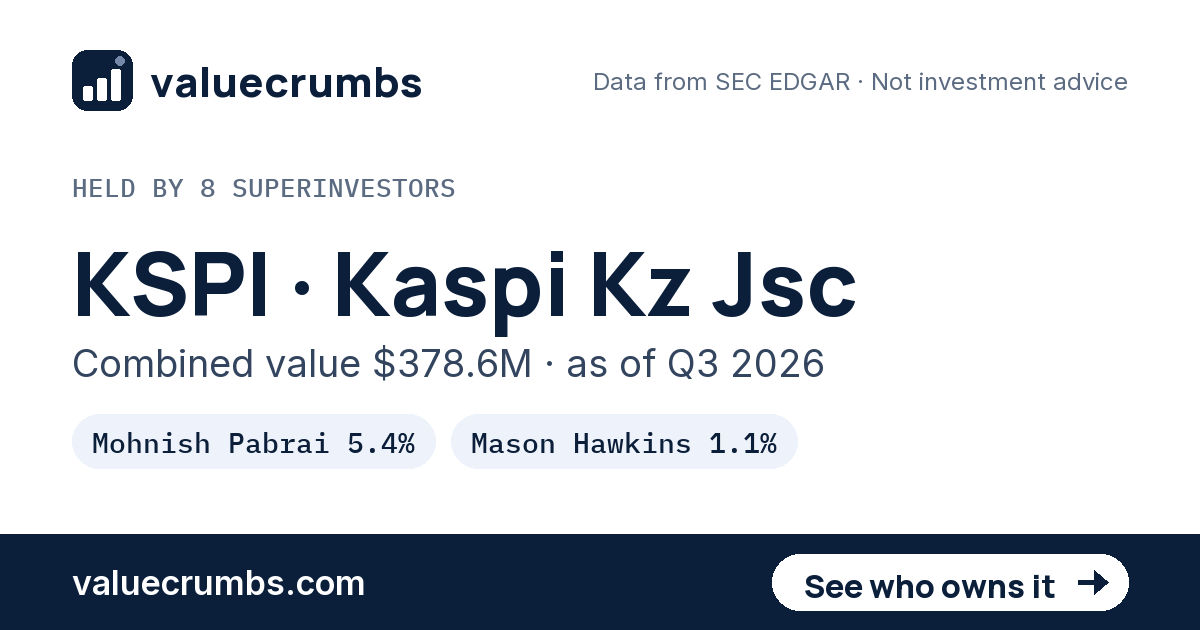 valuecrumbs
Data from SEC EDGAR · Not investment advice
HELD BY 8 SUPERINVESTORS
KSPI · Kaspi Kz Jsc
Combined value $378.6M · as of Q3 2026
Mohnish Pabrai 5.4%
Mason Hawkins 1.1%
valuecrumbs.com
See who owns it →